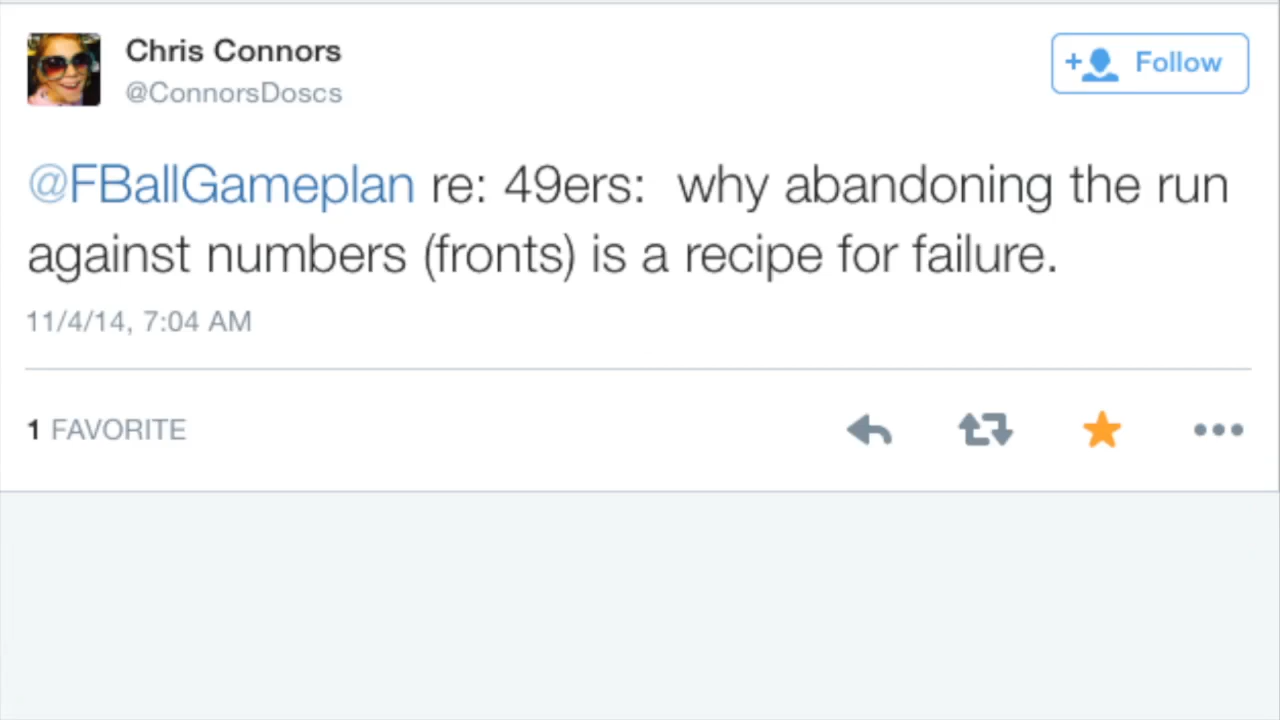 Chris Connors
@ConnorsDoscs
+ Follow
@FBallGameplan re: 49ers:  why abandoning the run
against numbers (fronts) is a recipe for failure.
11/4/14, 7:04 AM
1 FAVORITE